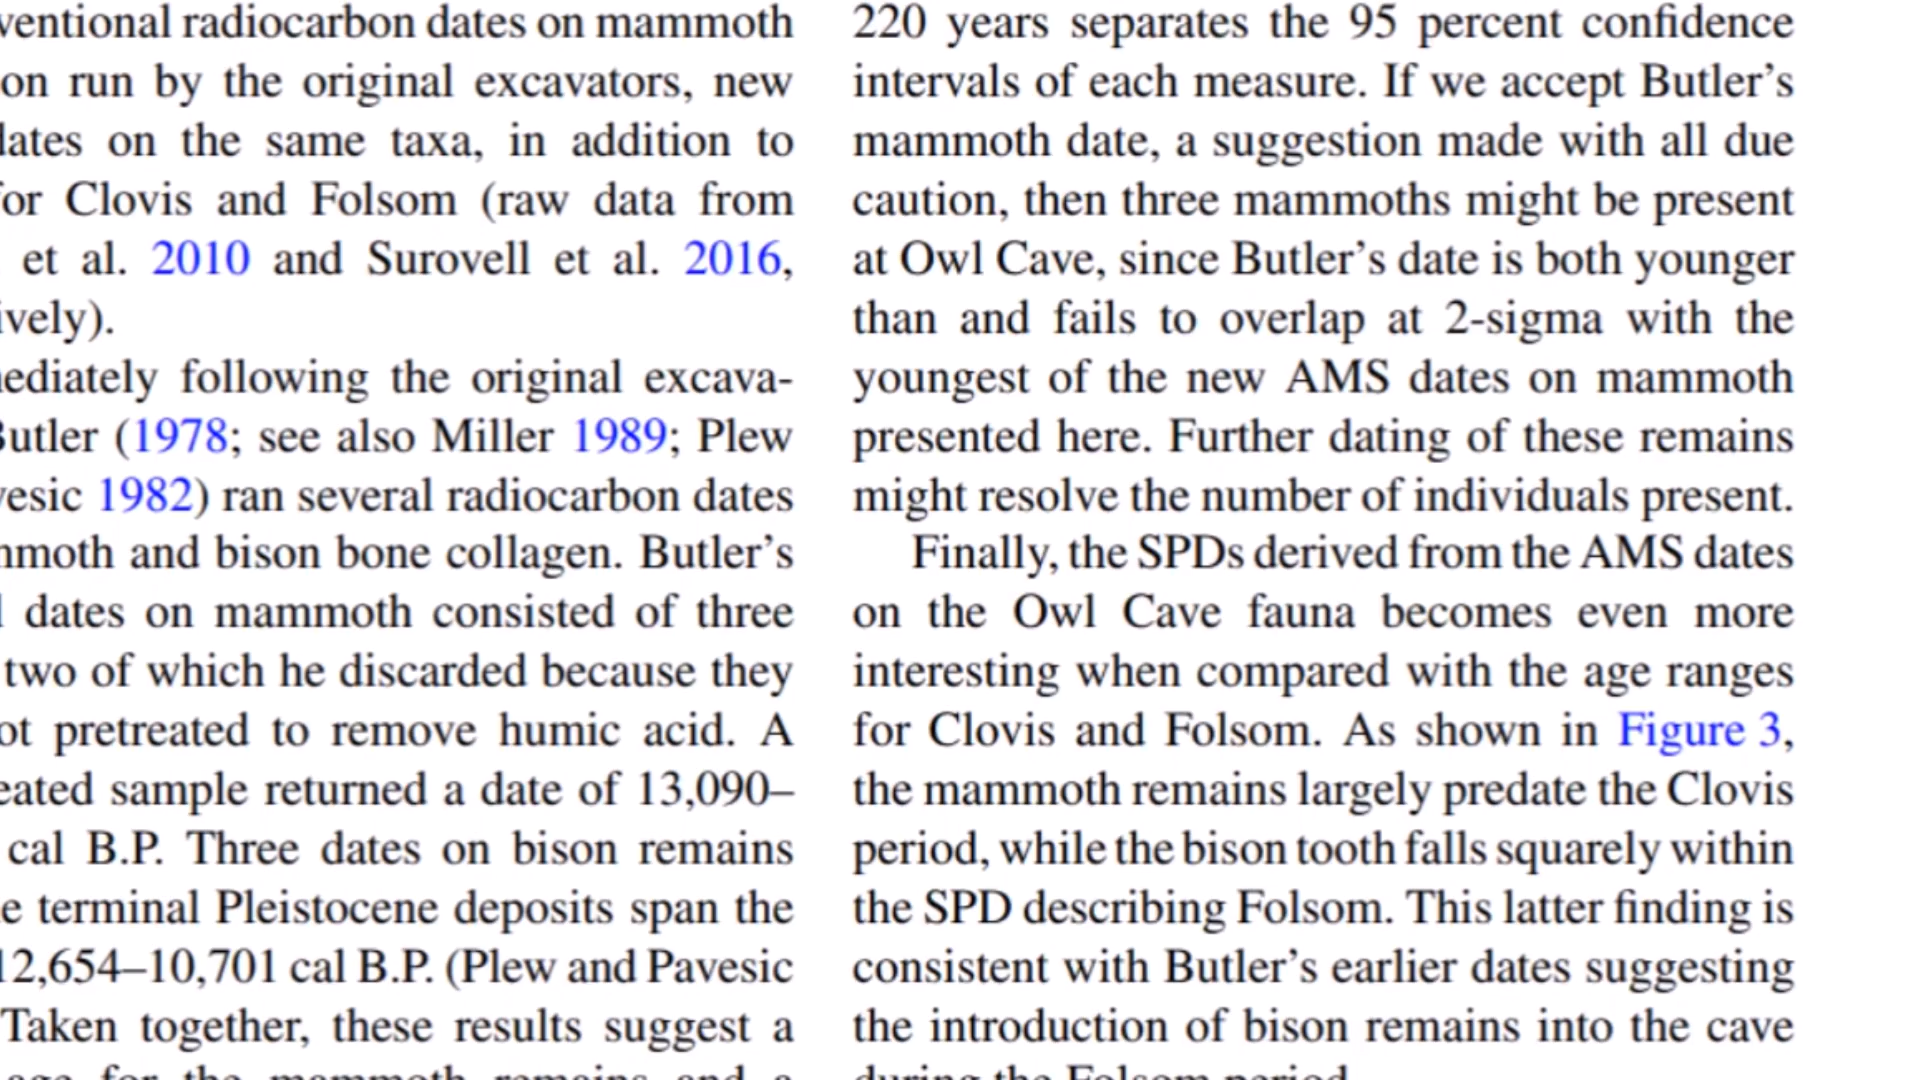 ventional radiocarbon dates on mammoth
on run by the original excavators, new
dates on the same taxa, in addition to
for Clovis and Folsom (raw data from
et al. 2010 and Surovell et al. 2016,
ively).
ediately following the original excava-
Butler (1978; see also Miller 1989; Plew
vesic 1982) ran several radiocarbon dates
mmoth and bison bone collagen. Butler's
dates on mammoth consisted of three
two of which he discarded because they
ot pretreated to remove humic acid. A
eated sample returned a date of 13,090–
cal B.P. Three dates on bison remains
e terminal Pleistocene deposits span the
12,654–10,701 cal B.P. (Plew and Pavesic
Taken together, these results suggest a
age for the mammoth remains and a
220 years separates the 95 percent confidence
intervals of each measure. If we accept Butler's
mammoth date, a suggestion made with all due
caution, then three mammoths might be present
at Owl Cave, since Butler's date is both younger
than and fails to overlap at 2-sigma with the
youngest of the new AMS dates on mammoth
presented here. Further dating of these remains
might resolve the number of individuals present.
Finally, the SPDs derived from the AMS dates
on the Owl Cave fauna becomes even more
interesting when compared with the age ranges
for Clovis and Folsom. As shown in Figure 3,
the mammoth remains largely predate the Clovis
period, while the bison tooth falls squarely within
the SPD describing Folsom. This latter finding is
consistent with Butler's earlier dates suggesting
the introduction of bison remains into the cave
during the Folsom period.